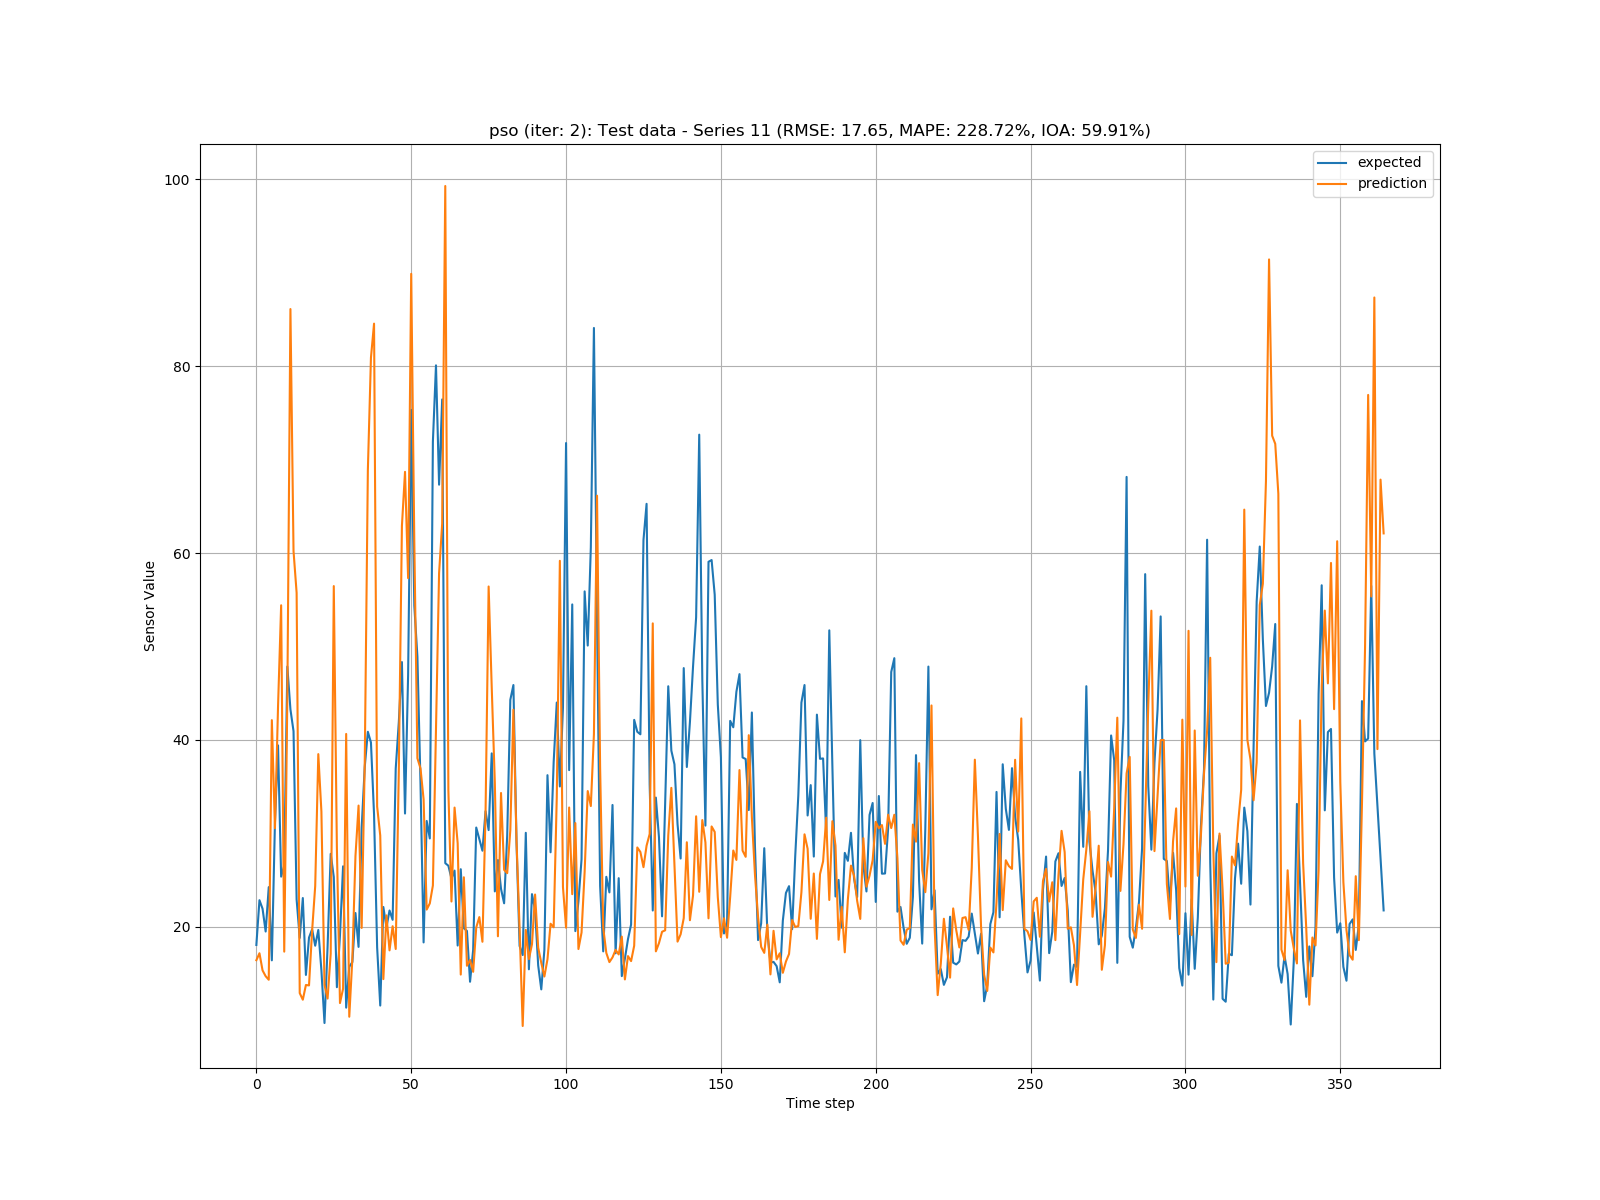 pso (iter: 2): Test data - Series 11 (RMSE: 17.65, MAPE: 228.72%, IOA: 59.91%)
expected
prediction
100
80
60
40
20
Sensor Value
0 50 100 150 200 250 300 350
Time step